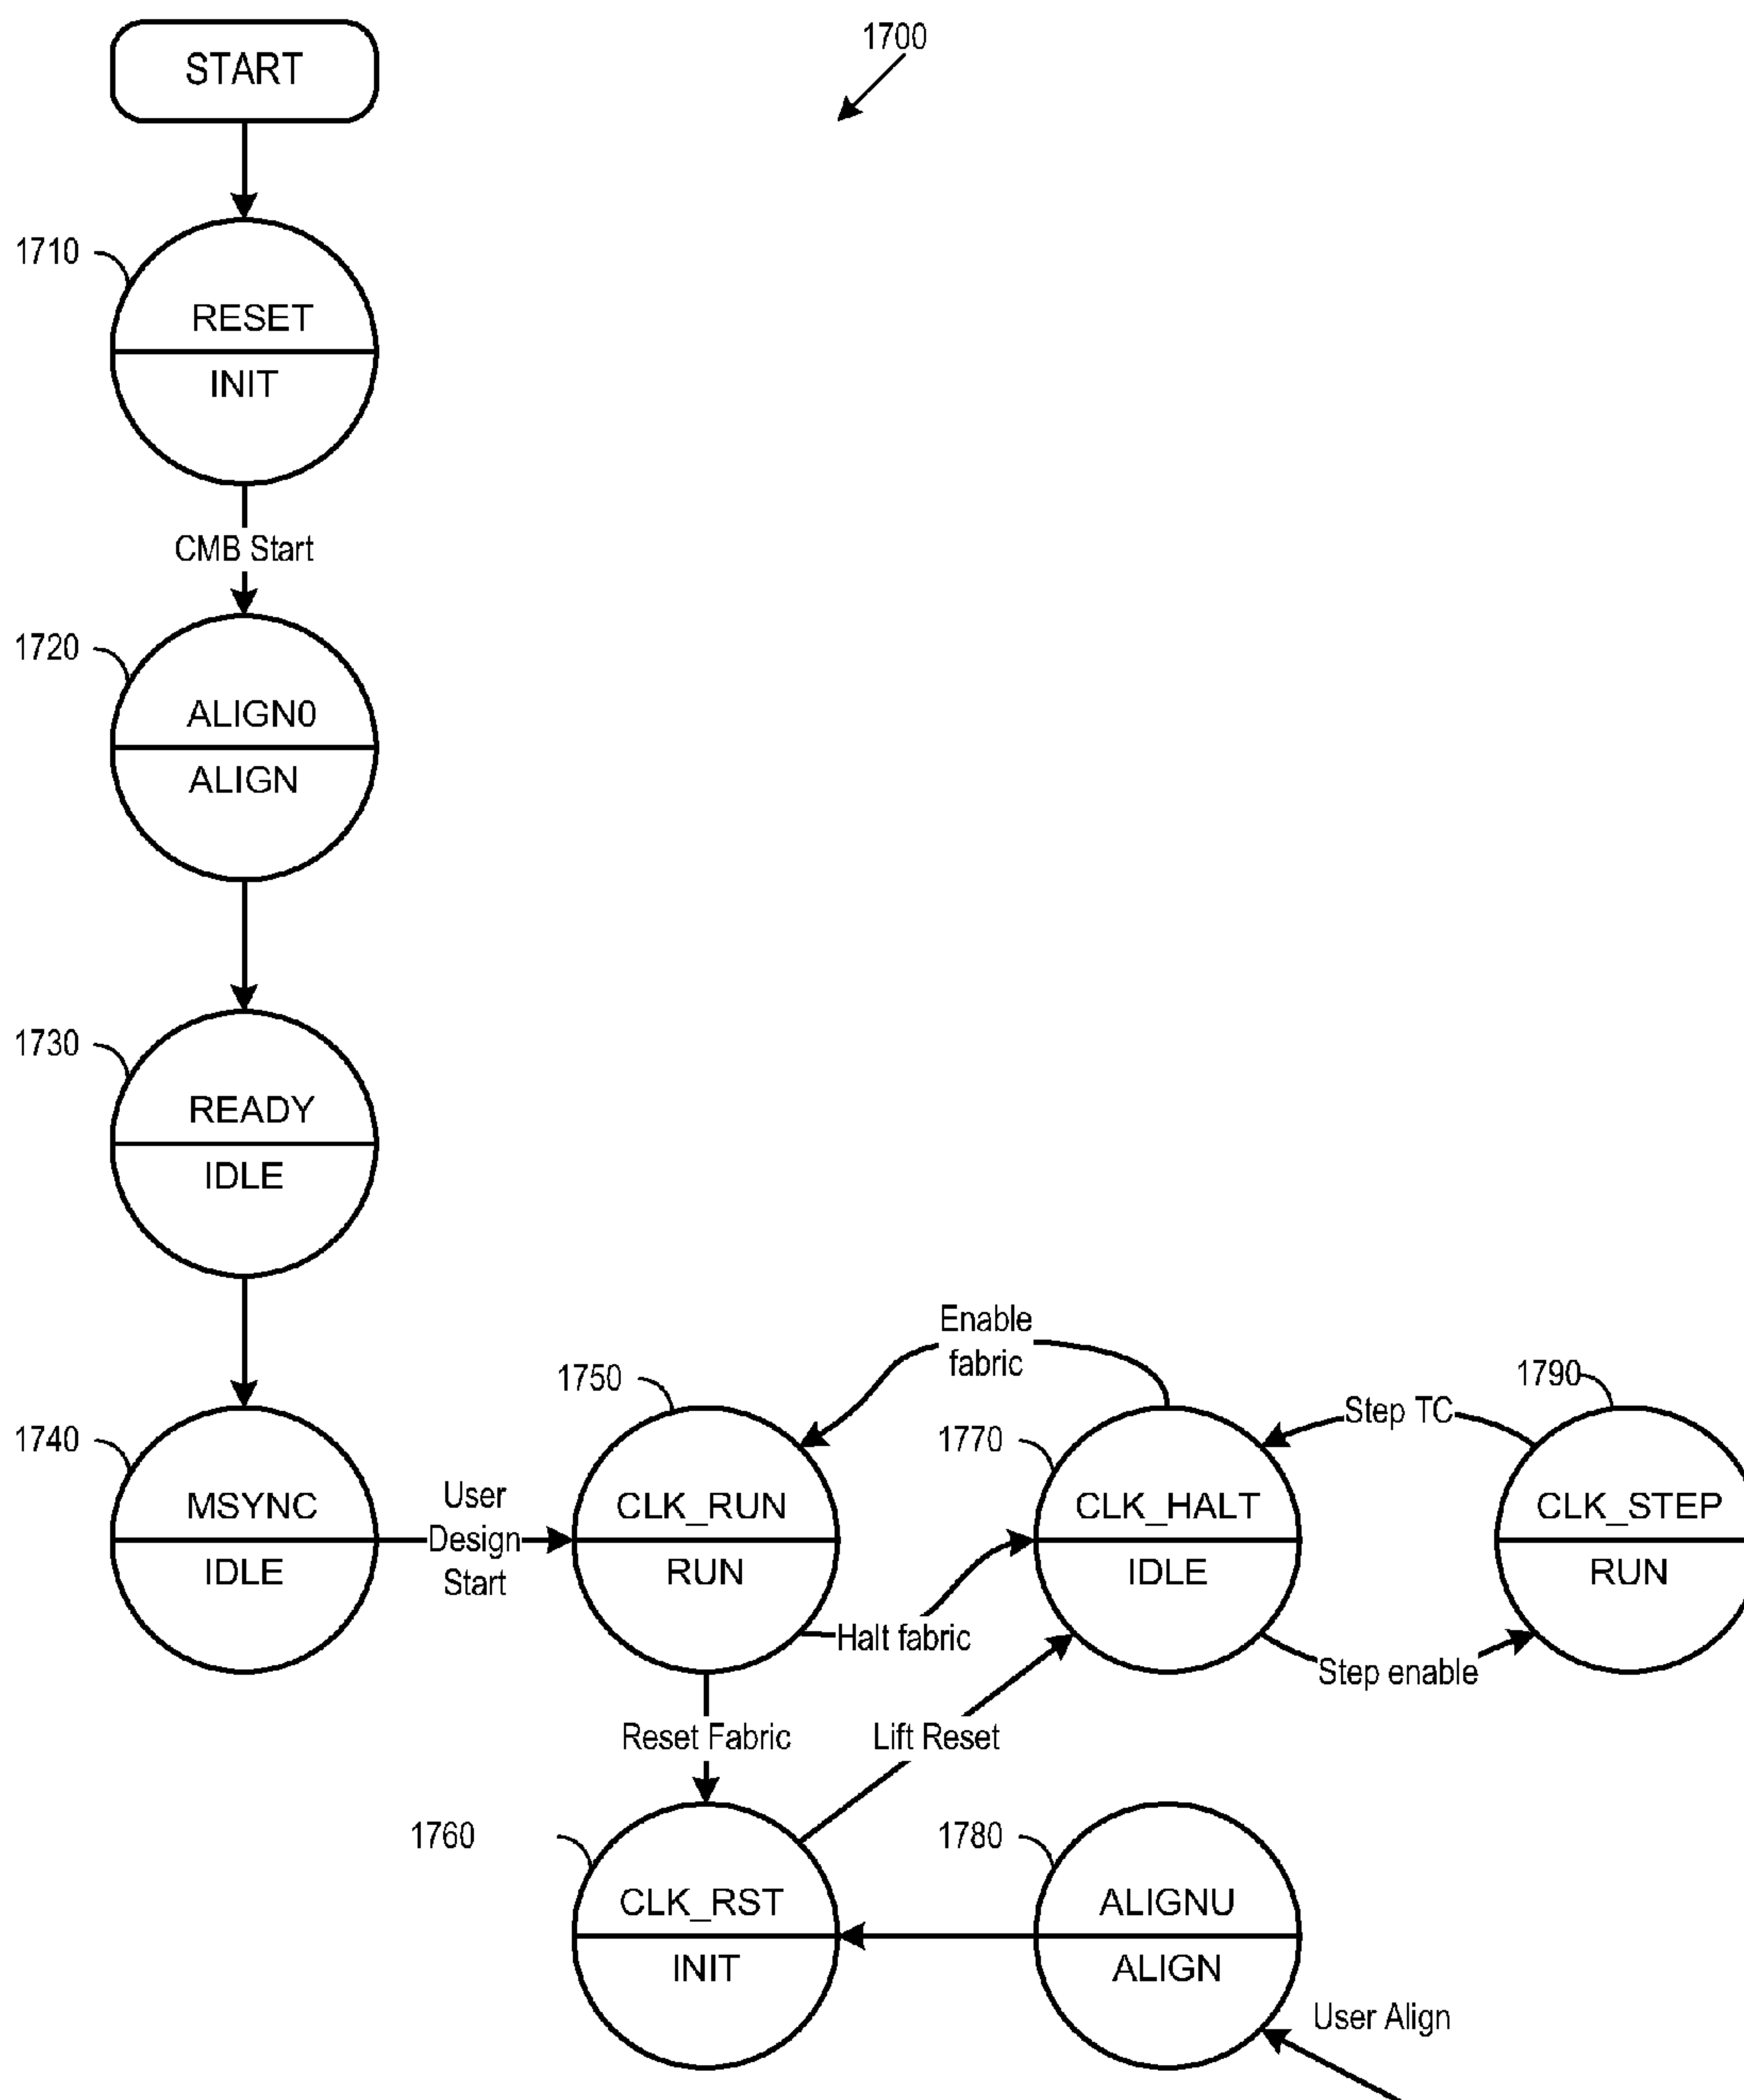 START
1700
1710
RESET
INIT
CMB Start
1720
ALIGN0
ALIGN
1730
READY
IDLE
1740
MSYNC
IDLE
User
Design
Start
1750
CLK_RUN
RUN
Enable
fabric
Halt fabric
1770
CLK_HALT
IDLE
Step TC
1790
CLK_STEP
RUN
Step enable
Reset Fabric
Lift Reset
1760
CLK_RST
INIT
1780
ALIGNU
ALIGN
User Align